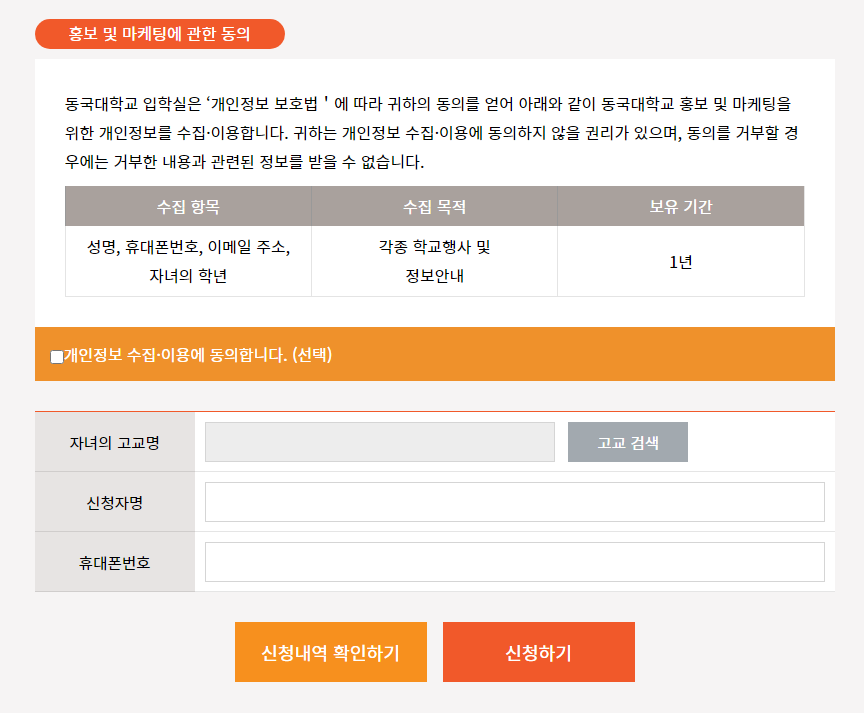 홍보 및 마케팅에 관한 동의
동국대학교 입학실은 ‘개인정보 보호법 ' 에 따라 귀하의 동의를 얻어 아래와 같이 동국대학교 홍보 및 마케팅을
위한 개인정보를 수집·이용합니다. 귀하는 개인정보 수집·이용에 동의하지 않을 권리가 있으며, 동의를 거부할 경
우에는 거부한 내용과 관련된 정보를 받을 수 없습니다.
수집 항목 수집 목적 보유 기간
성명, 휴대폰번호, 이메일 주소,
자녀의 학년
각종 학교행사 및
정보안내
1년
개인정보 수집·이용에 동의합니다. (선택)
자녀의 고교명 고교 검색
신청자명
휴대폰번호
신청내역 확인하기 신청하기